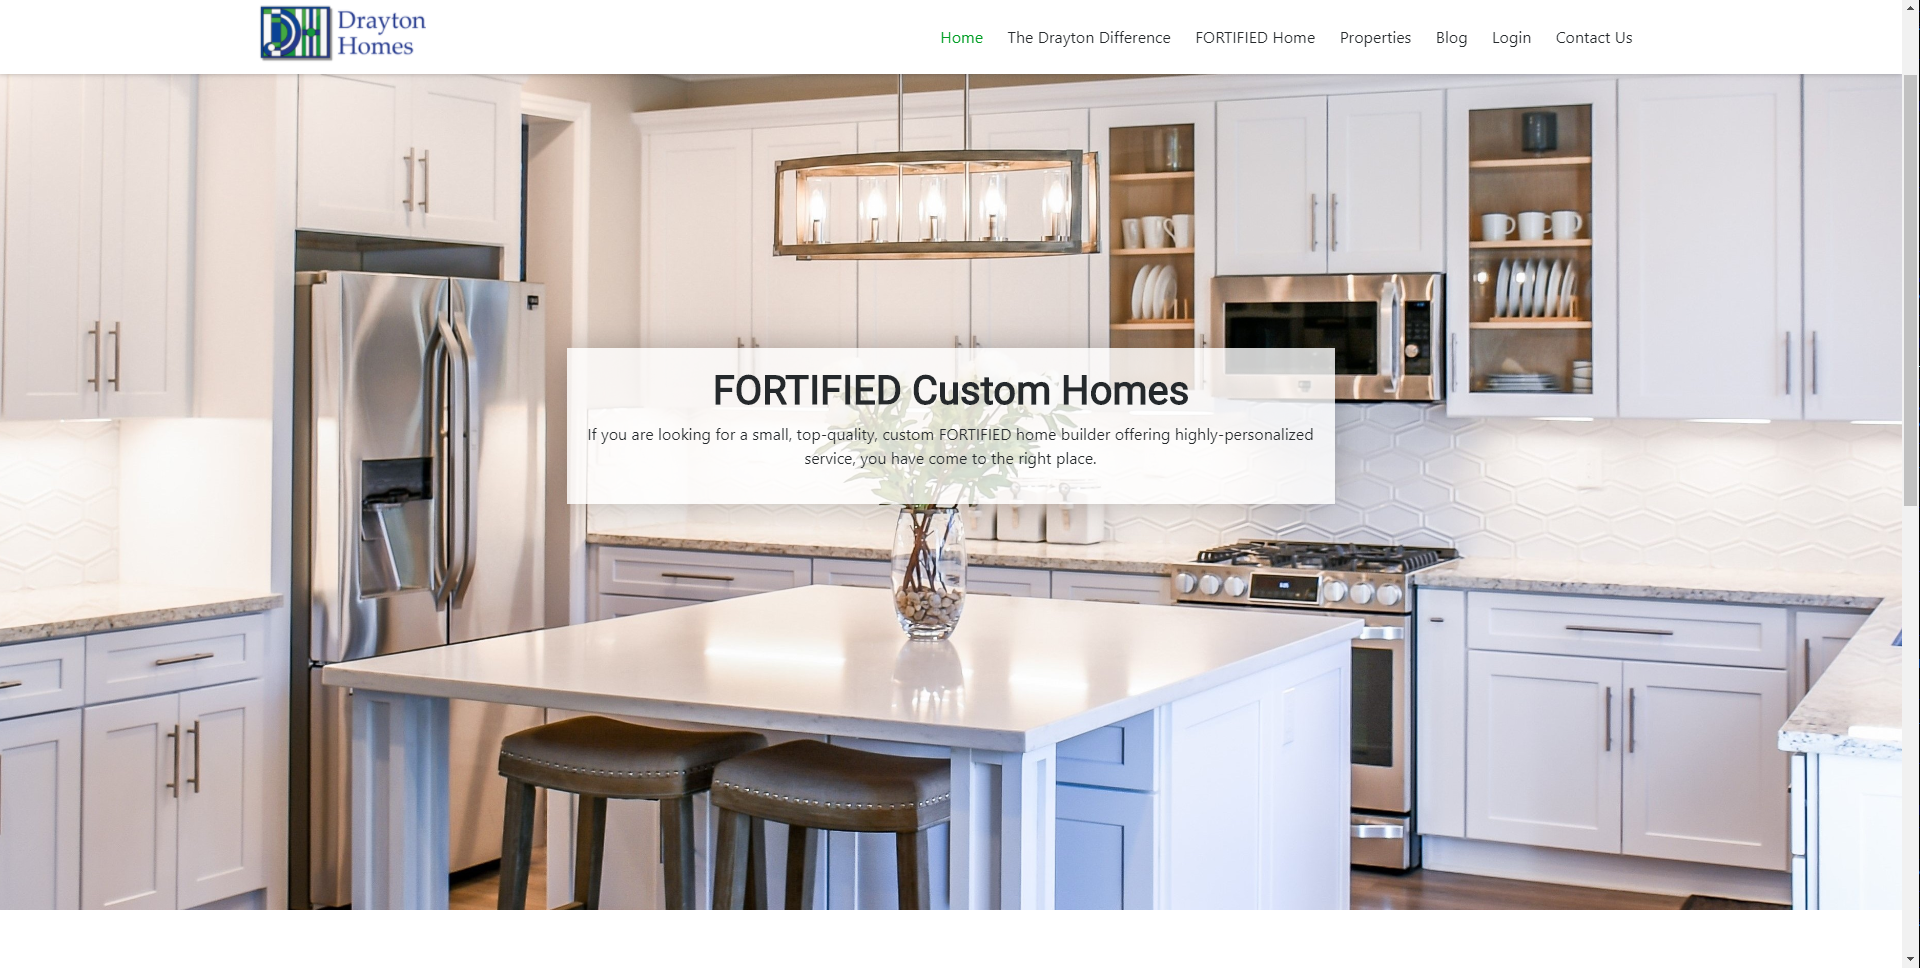 Drayton
Homes
Home The Drayton Difference FORTIFIED Home Properties Blog Login Contact Us
FORTIFIED Custom Homes
If you are looking for a small, top-quality, custom FORTIFIED home builder offering highly-personalized
service, you have come to the right place.